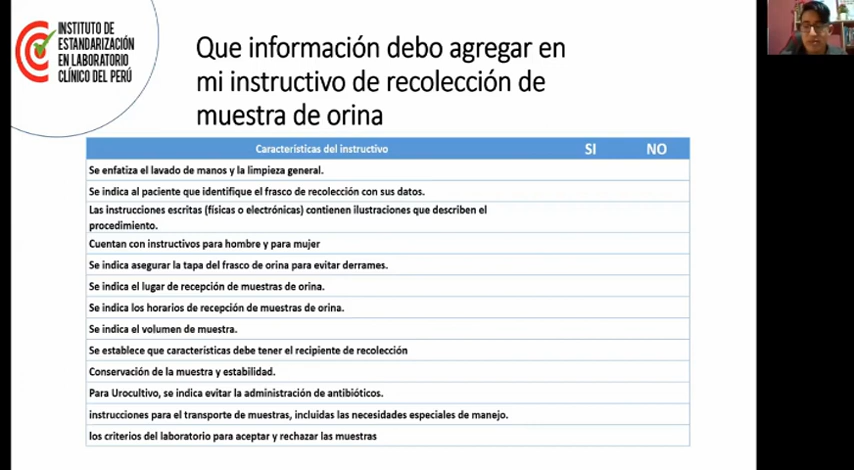 INSTITUTO DE
ESTANDARIZACIÓN
EN LABORATORIO
CLÍNICO DEL PERÚ
Que información debo agregar en
mi instructivo de recolección de
muestra de orina
Características del instructivo SI NO
Se enfatiza el lavado de manos y la limpieza general.
Se indica al paciente que identifique el frasco de recolección con sus datos.
Las instrucciones escritas (físicas o electrónicas) contienen ilustraciones que describen el
procedimiento.
Cuentan con instructivos para hombre y para mujer
Se indica asegurar la tapa del frasco de orina para evitar derrames.
Se indica el lugar de recepción de muestras de orina.
Se indica los horarios de recepción de muestras de orina.
Se indica el volumen de muestra.
Se establece que características debe tener el recipiente de recolección
Conservación de la muestra y estabilidad.
Para Urocultivo, se indica evitar la administración de antibióticos.
instrucciones para el transporte de muestras, incluidas las necesidades especiales de manejo.
los criterios del laboratorio para aceptar y rechazar las muestras